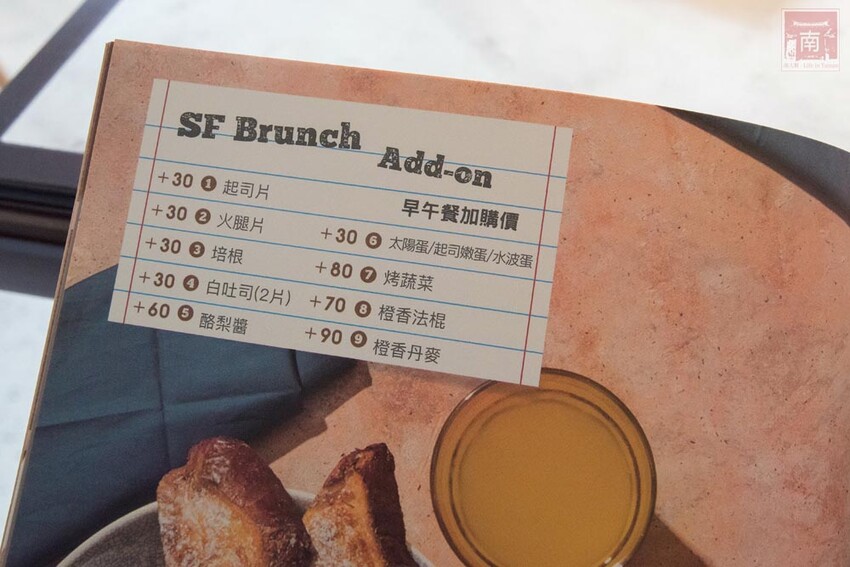 SF Brunch Add-on
早午餐加購價
+30 1 起司片
+30 2 火腿片
+30 3 培根
+30 4 白吐司(2片)
+60 5 酪梨醬
+30 6 太陽蛋/起司嫩蛋/水波蛋
+80 7 烤蔬菜
+70 8 橙香法棍
+90 9 橙香丹麥
南